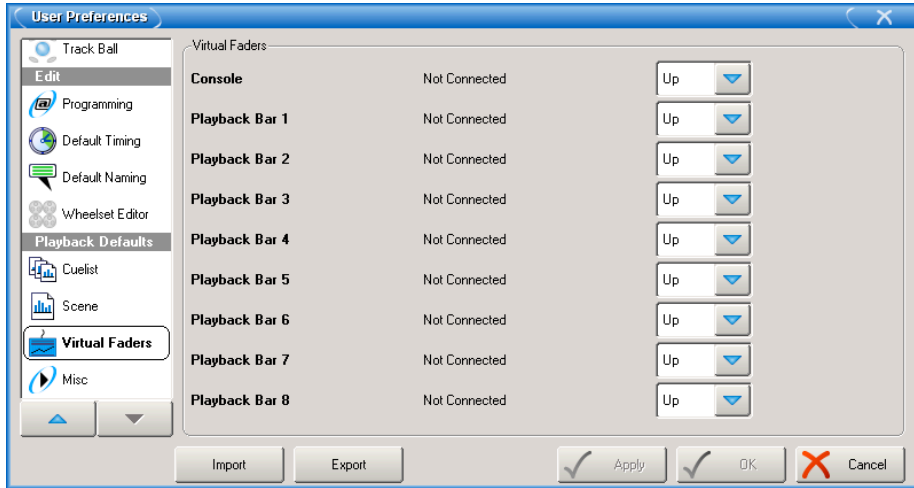 User Preferences
Track Ball
Edit
Programming
Default Timing
Default Naming
Wheelset Editor
Playback Defaults
Cuelist
Scene
Virtual Faders
Misc
Virtual Faders
Console Not Connected Up
Playback Bar 1 Not Connected Up
Playback Bar 2 Not Connected Up
Playback Bar 3 Not Connected Up
Playback Bar 4 Not Connected Up
Playback Bar 5 Not Connected Up
Playback Bar 6 Not Connected Up
Playback Bar 7 Not Connected Up
Playback Bar 8 Not Connected Up
Import Export Apply OK Cancel